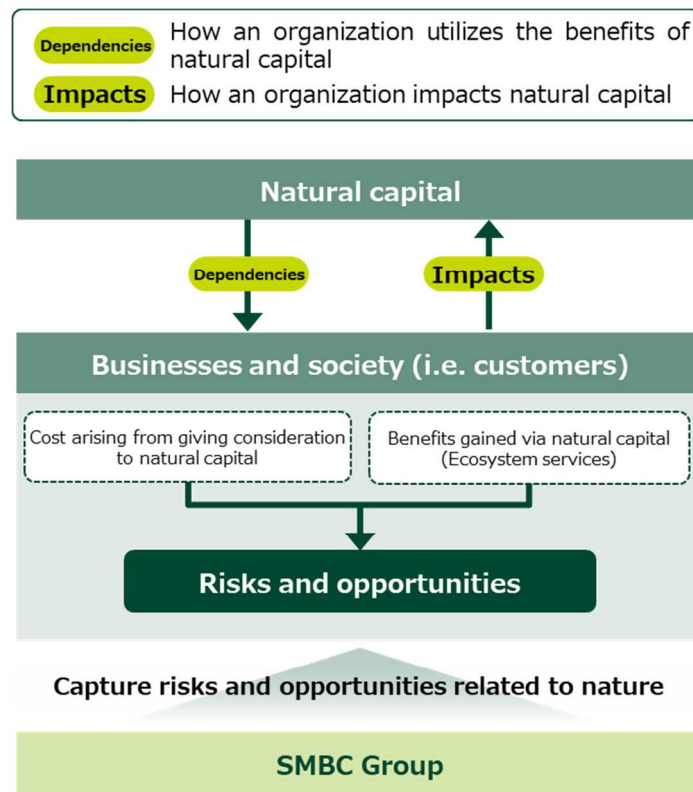 Dependencies How an organization utilizes the benefits of
natural capital
Impacts How an organization impacts natural capital
Natural capital
Dependencies Impacts
Businesses and society (i.e. customers)
Cost arising from giving consideration
to natural capital
Benefits gained via natural capital
(Ecosystem services)
Risks and opportunities
Capture risks and opportunities related to nature
SMBC Group